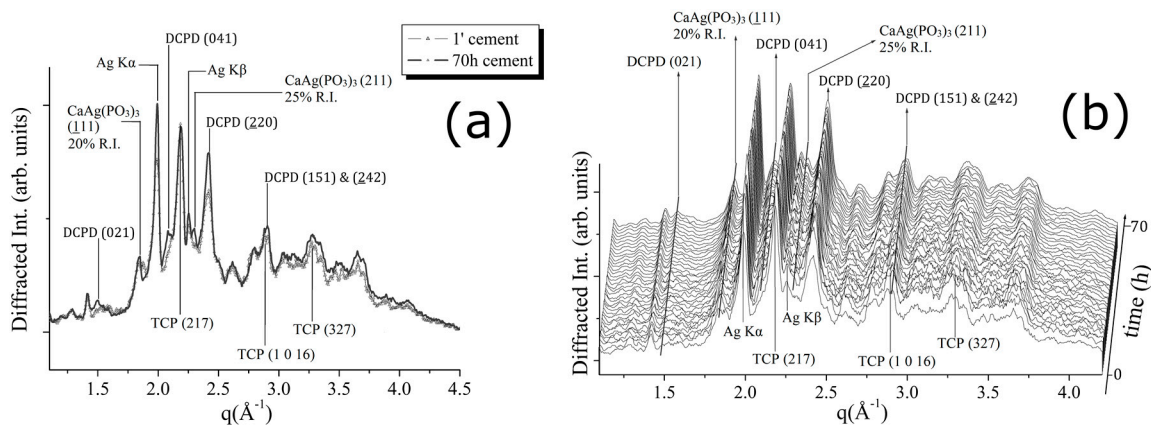 1' cement
70h cement
(a)
DCPD (041)
Ag Kα
Ag Kβ
CaAg(PO₃)₃ (211)
25% R.I.
CaAg(PO₃)₃
(1̲11)
20% R.I.
DCPD (2̲20)
DCPD (151) & (2̲42)
DCPD (021)
TCP (217)
TCP (327)
TCP (1 0 16)
Diffracted Int. (arb. units)
1.5 2.0 2.5 3.0 3.5 4.0 4.5
q(Å⁻¹)
(b)
CaAg(PO₃)₃ (1̲11)
20% R.I.
CaAg(PO₃)₃ (211)
25% R.I.
DCPD (041)
DCPD (021)
DCPD (2̲20)
DCPD (151) & (2̲42)
Ag Kα
Ag Kβ
TCP (217)
TCP (1 0 16)
TCP (327)
Diffracted Int. (arb. units)
70
time (h)
0
1.5 2.0 2.5 3.0 3.5 4.0
q(Å⁻¹)